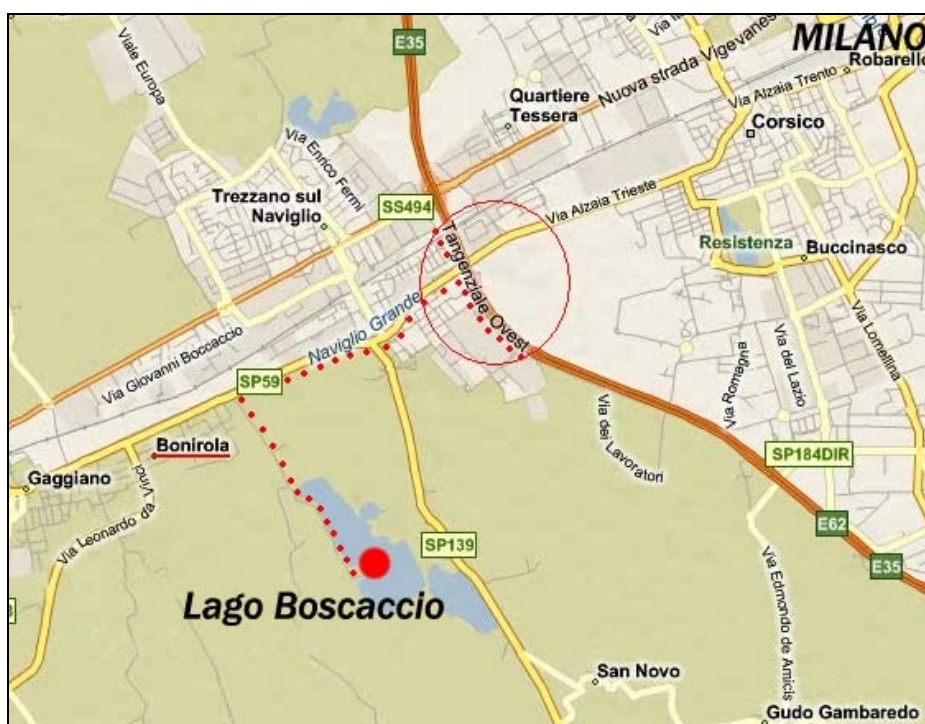 MILANO
E35
Viale Europa
Nuova strada Vigevanese
Robarello
Via Alzaia Trento
Quartiere
Tessera
Corsico
Via Enrico Fermi
Trezzano sul
Naviglio
SS494
Via Alzaia Trieste
Tangenziale Ovest
Resistenza
Buccinasco
Naviglio Grande
Via Giovanni Boccaccio
Via Lomellina
Via del Lazio
Via Romagna
SP59
Via dei Lavoratori
Bonirola
SP184DIR
Gaggiano
Via Leonardo da Vinci
E62
SP139
E35
Lago Boscaccio
Via Edmondo de Amicis
San Novo
Gudo Gambaredo